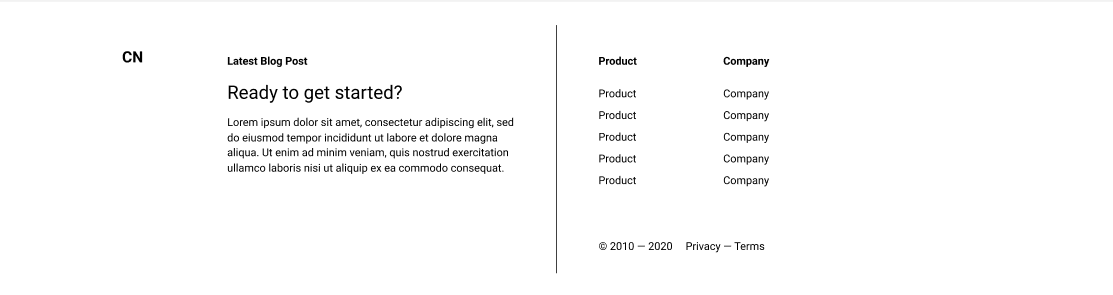 CN
Latest Blog Post
Ready to get started?
Lorem ipsum dolor sit amet, consectetur adipiscing elit, sed
do eiusmod tempor incididunt ut labore et dolore magna
aliqua. Ut enim ad minim veniam, quis nostrud exercitation
ullamco laboris nisi ut aliquip ex ea commodo consequat.
Product
Product
Product
Product
Product
Product
Company
Company
Company
Company
Company
Company
© 2010 — 2020 Privacy — Terms